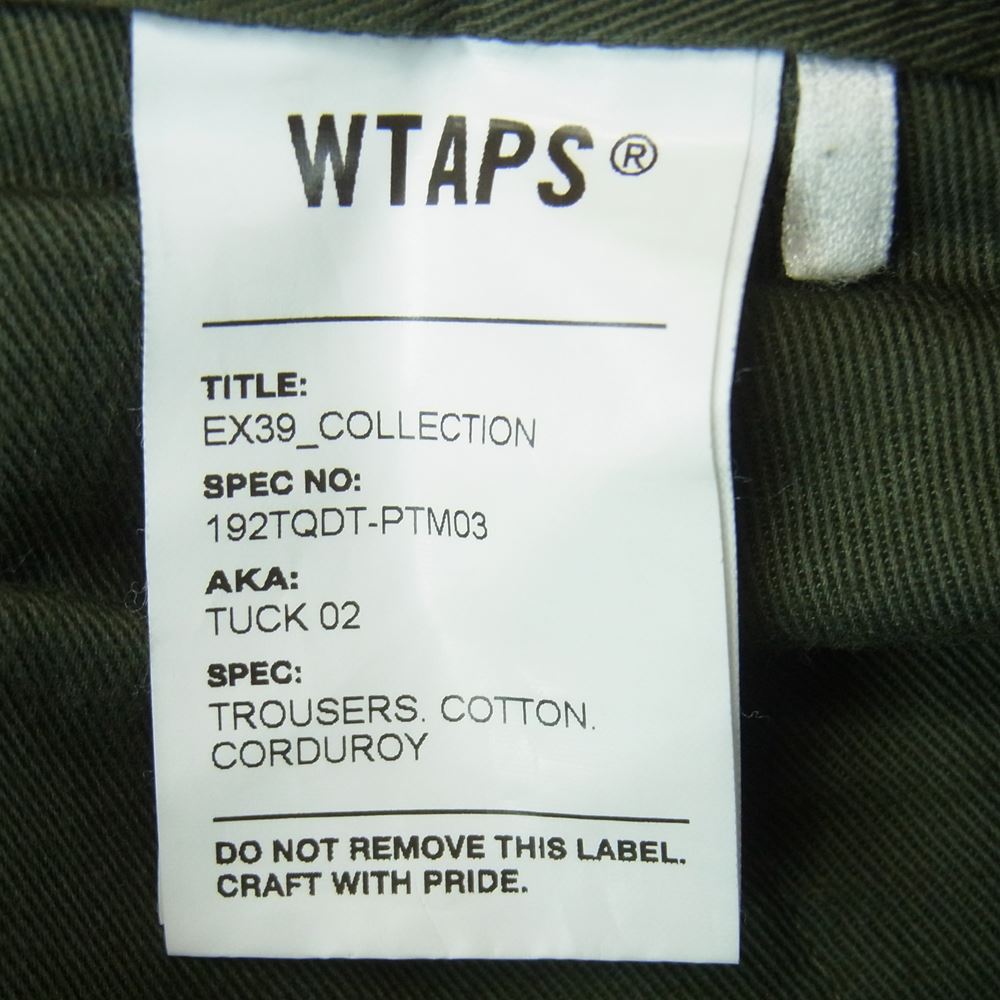 WTAPS®
TITLE:
EX39_COLLECTION
SPEC NO:
192TQDT-PTM03
AKA:
TUCK 02
SPEC:
TROUSERS. COTTON.
CORDUROY
DO NOT REMOVE THIS LABEL.
CRAFT WITH PRIDE.